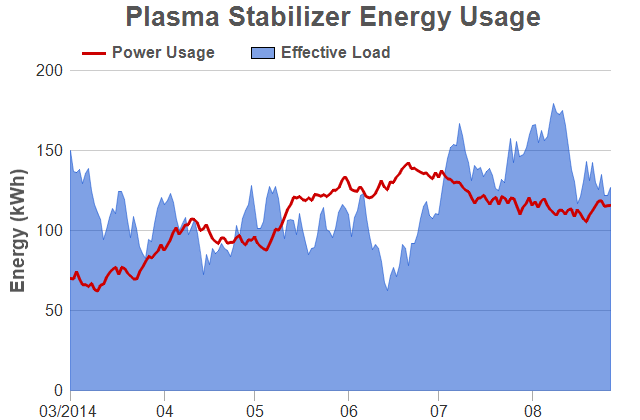 Plasma Stabilizer Energy Usage
Power Usage
Effective Load
Energy (kWh)
200
150
100
50
0
03/2014 04 05 06 07 08